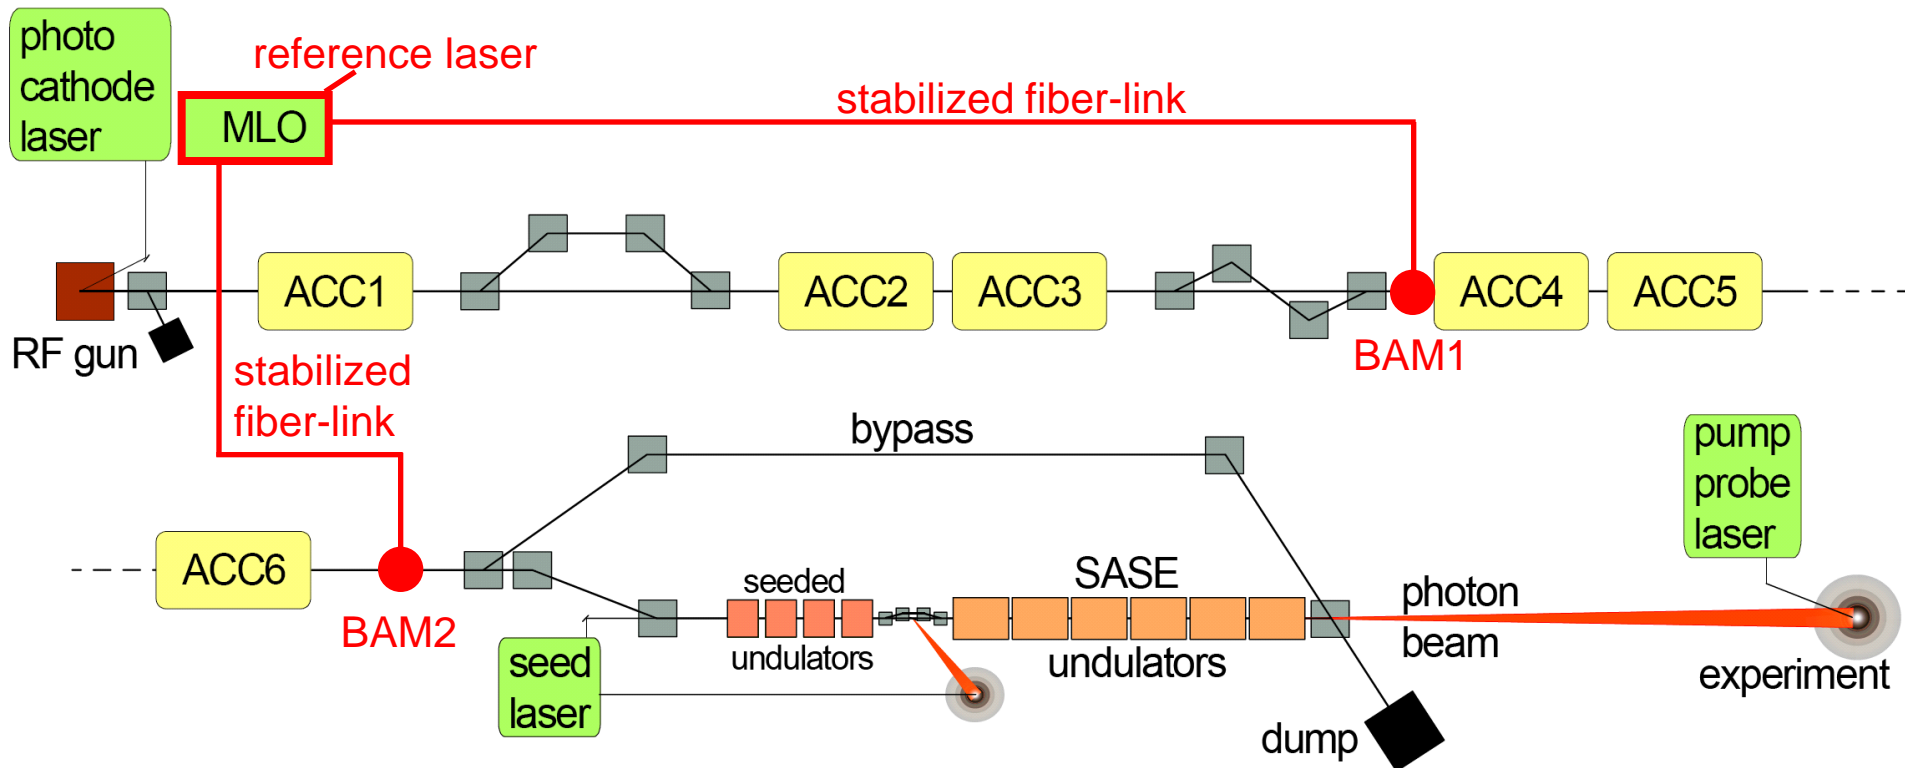 photo
cathode
laser
reference laser
MLO
stabilized fiber-link
ACC1
ACC2
ACC3
ACC4
ACC5
RF gun
BAM1
stabilized
fiber-link
bypass
pump
probe
laser
ACC6
BAM2
seeded
undulators
SASE
undulators
photon
beam
seed
laser
experiment
dump